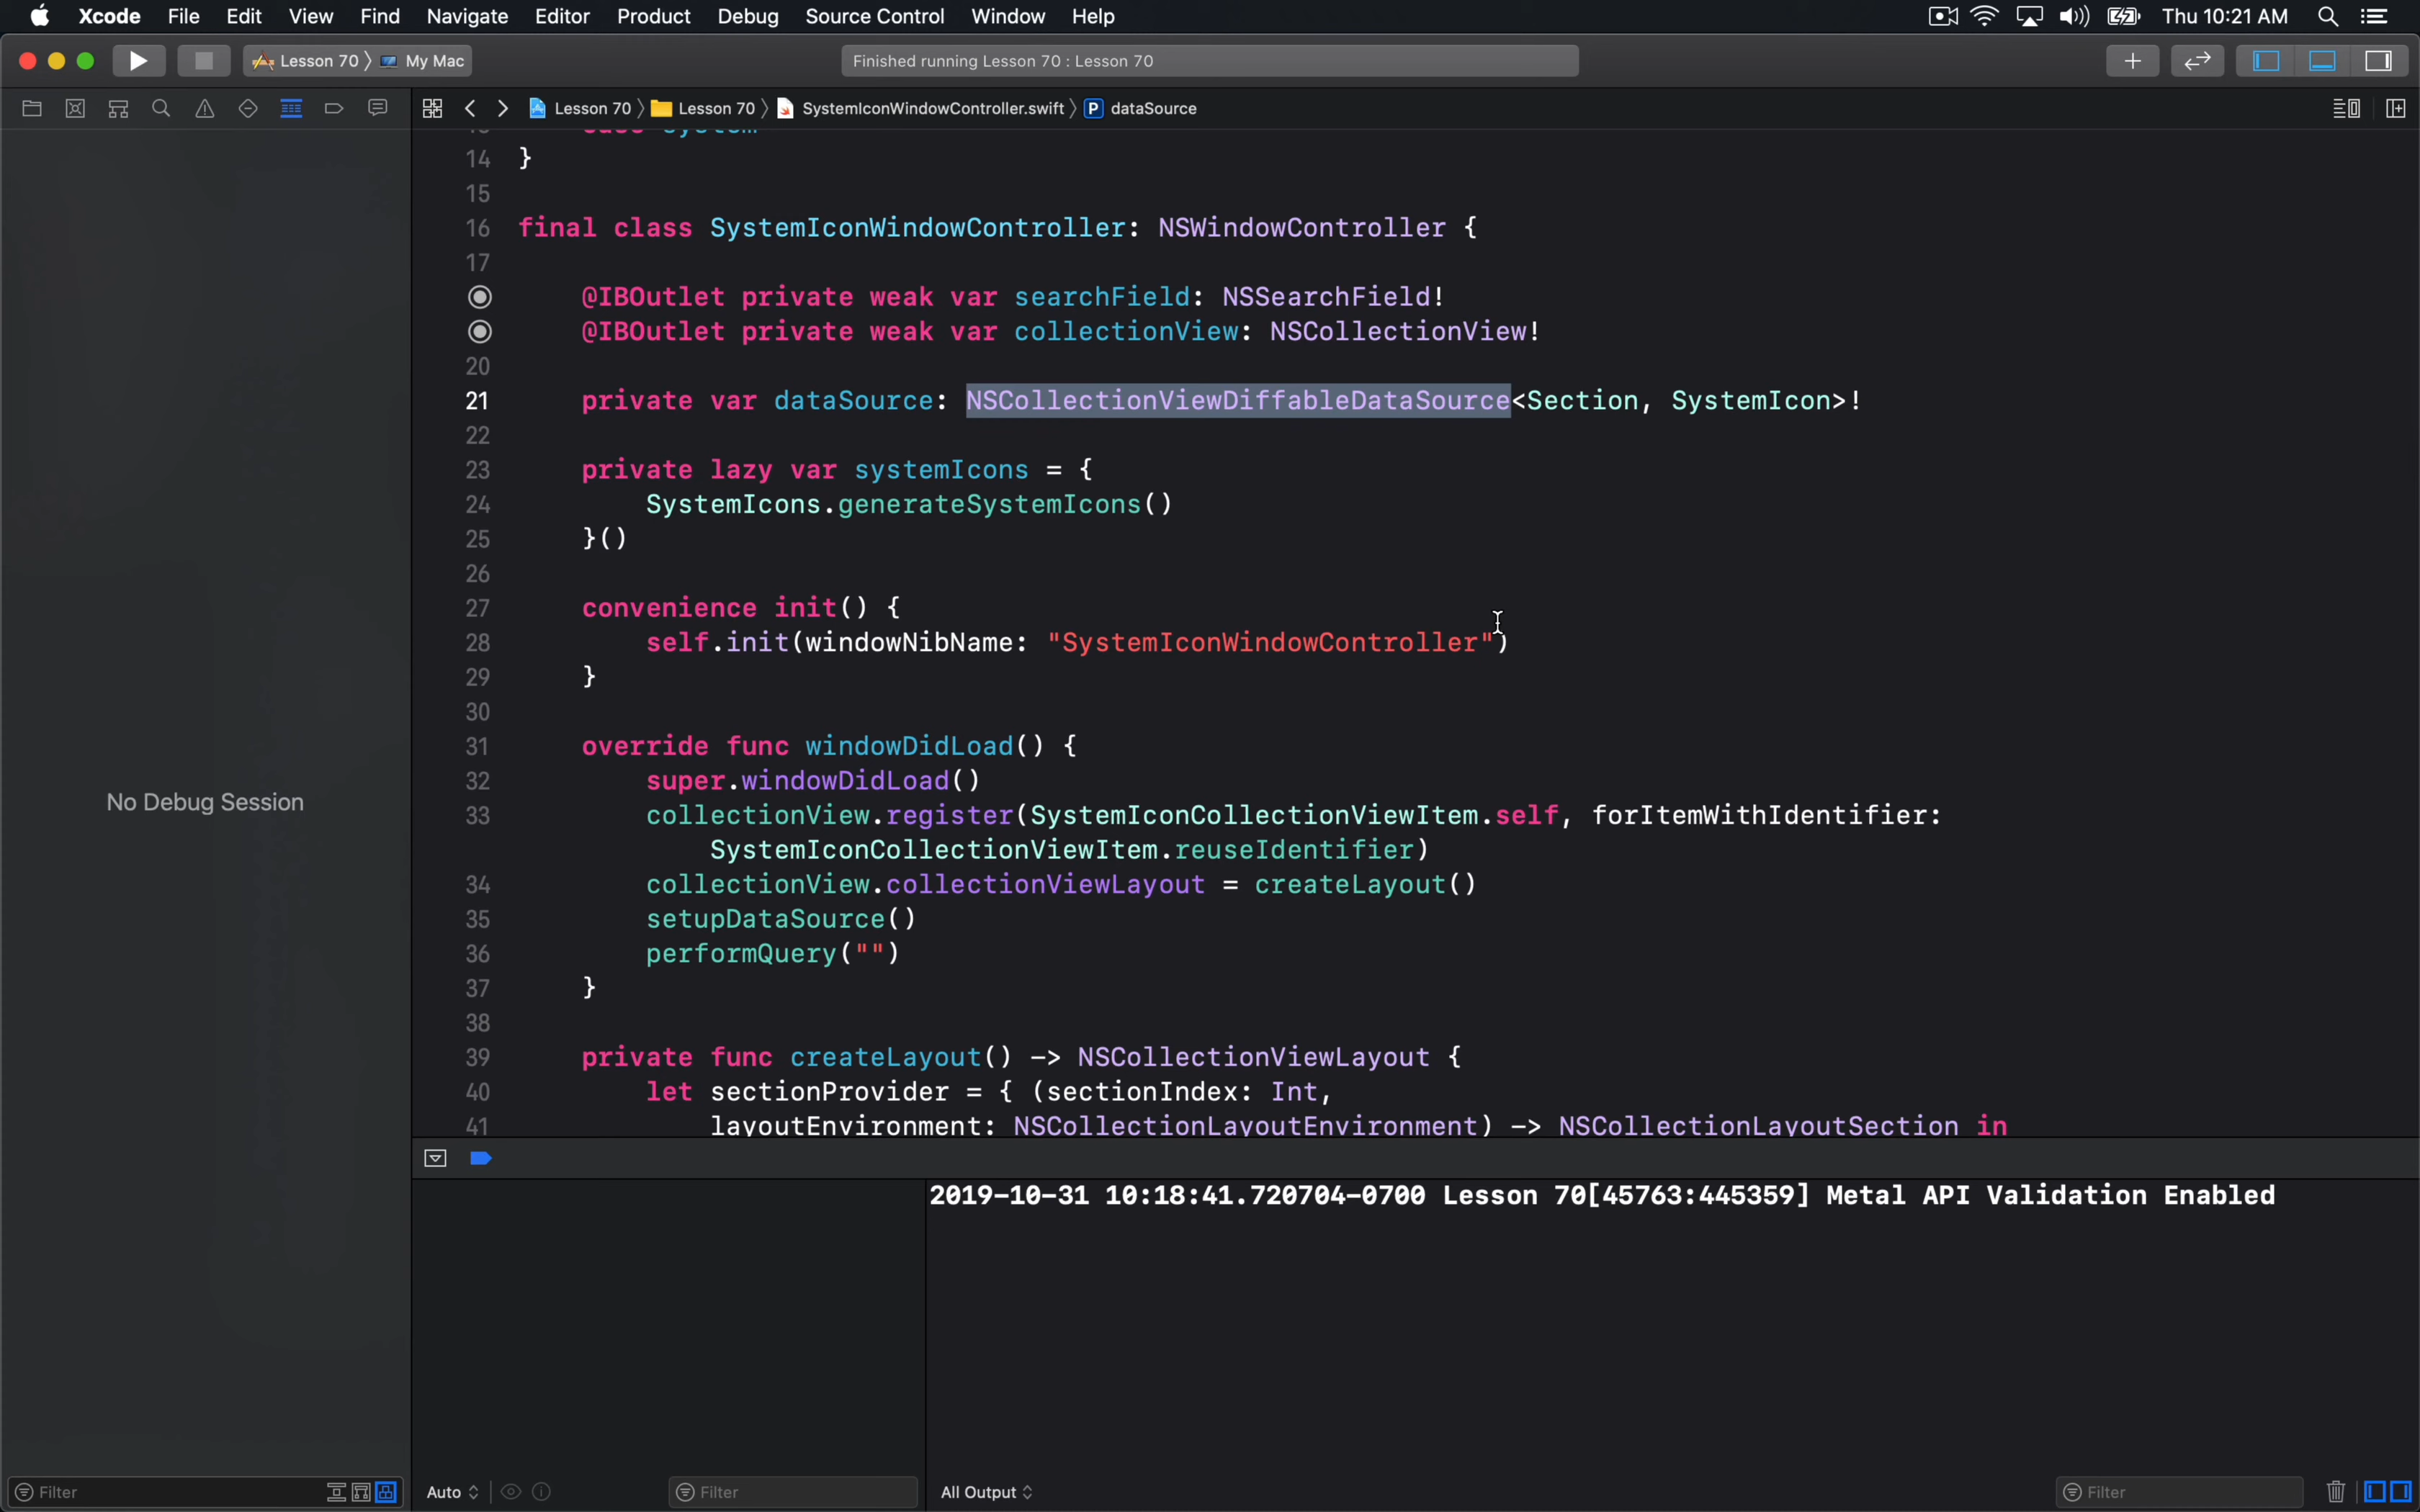 Xcode File Edit View Find Navigate Editor Product Debug Source Control Window Help Thu 10:21 AM
Lesson 70 〉 My Mac Finished running Lesson 70 : Lesson 70
Lesson 70 〉 Lesson 70 〉 SystemIconWindowController.swift 〉 P dataSource
14 }
15
16 final class SystemIconWindowController: NSWindowController {
17
@IBOutlet private weak var searchField: NSSearchField!
@IBOutlet private weak var collectionView: NSCollectionView!
20
21 private var dataSource: NSCollectionViewDiffableDataSource<Section, SystemIcon>!
22
23 private lazy var systemIcons = {
24 SystemIcons.generateSystemIcons()
25 }()
26
27 convenience init() {
28 self.init(windowNibName: "SystemIconWindowController")
29 }
30
31 override func windowDidLoad() {
32 super.windowDidLoad()
33 collectionView.register(SystemIconCollectionViewItem.self, forItemWithIdentifier:
SystemIconCollectionViewItem.reuseIdentifier)
34 collectionView.collectionViewLayout = createLayout()
35 setupDataSource()
36 performQuery("")
37 }
38
39 private func createLayout() -> NSCollectionViewLayout {
40 let sectionProvider = { (sectionIndex: Int,
41 layoutEnvironment: NSCollectionLayoutEnvironment) -> NSCollectionLayoutSection in
No Debug Session
2019-10-31 10:18:41.720704-0700 Lesson 70[45763:445359] Metal API Validation Enabled
Filter Auto Filter All Output Filter